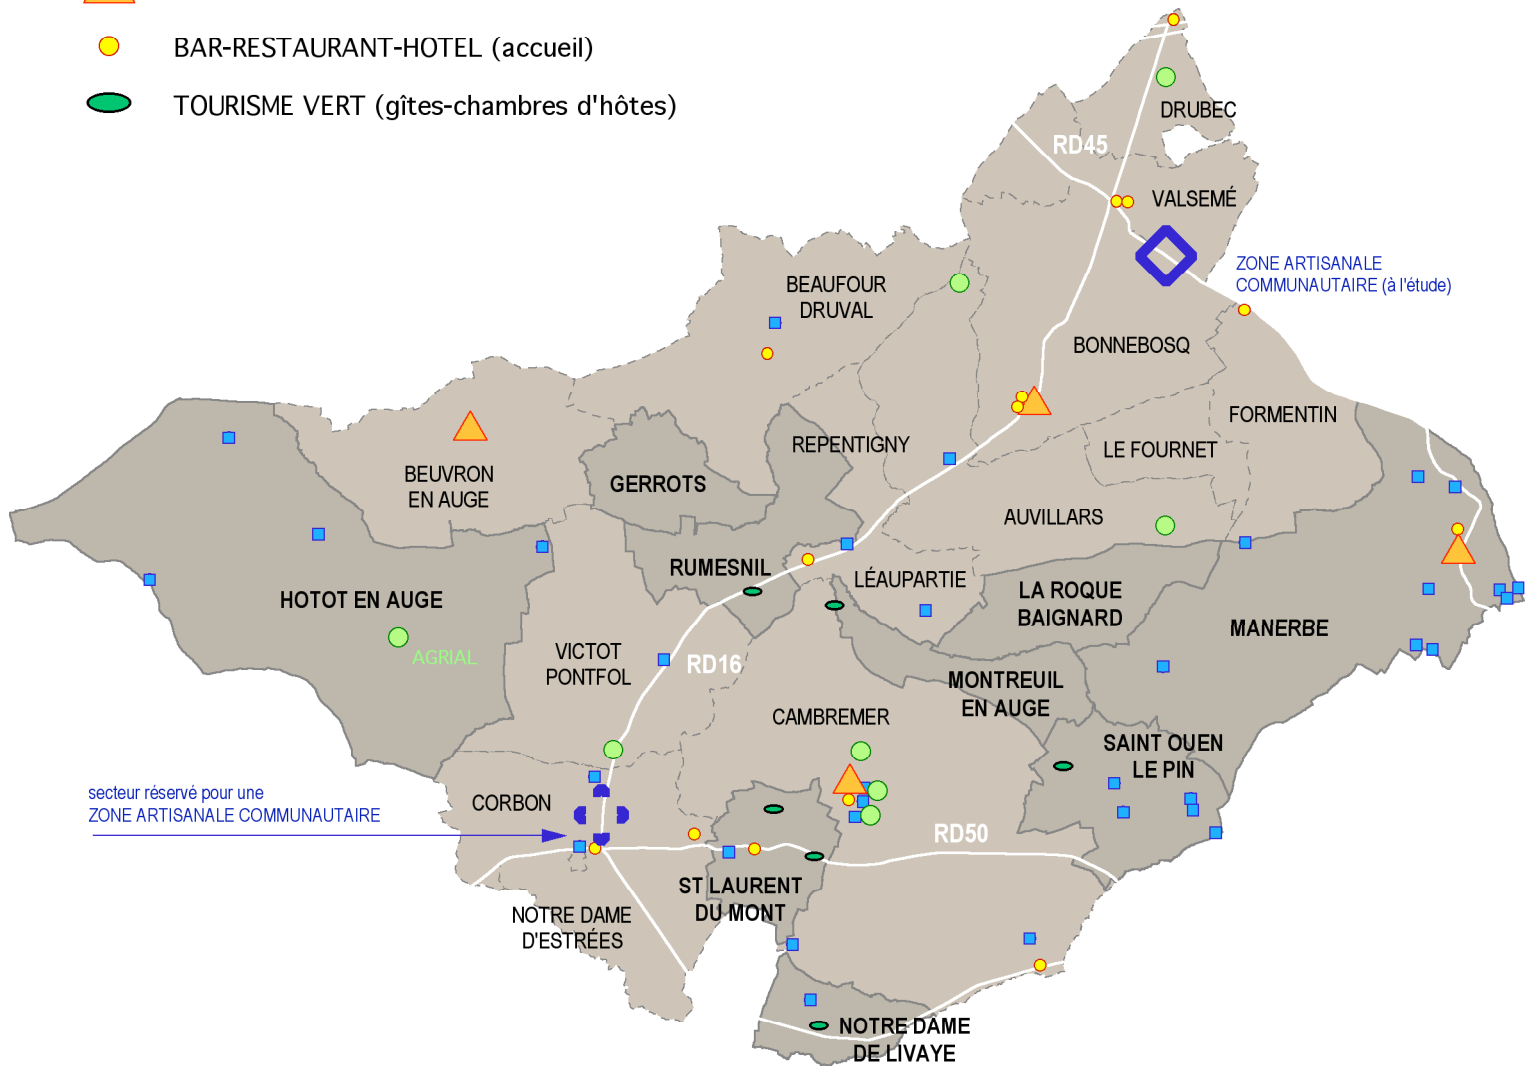 BAR-RESTAURANT-HOTEL (accueil)
TOURISME VERT (gîtes-chambres d'hôtes)
DRUBEC
RD45
VALSEMÉ
ZONE ARTISANALE
COMMUNAUTAIRE (à l'étude)
BEAUFOUR
DRUVAL
BONNEBOSQ
FORMENTIN
REPENTIGNY
LE FOURNET
BEUVRON
EN AUGE
GERROTS
AUVILLARS
RUMESNIL
LÉAUPARTIE
LA ROQUE
BAIGNARD
HOTOT EN AUGE
MANERBE
AGRIAL
VICTOT
PONTFOL
RD16
MONTREUIL
EN AUGE
CAMBREMER
SAINT OUEN
LE PIN
secteur réservé pour une
ZONE ARTISANALE COMMUNAUTAIRE
CORBON
RD50
ST LAURENT
DU MONT
NOTRE DAME
D'ESTRÉES
NOTRE DAME
DE LIVAYE